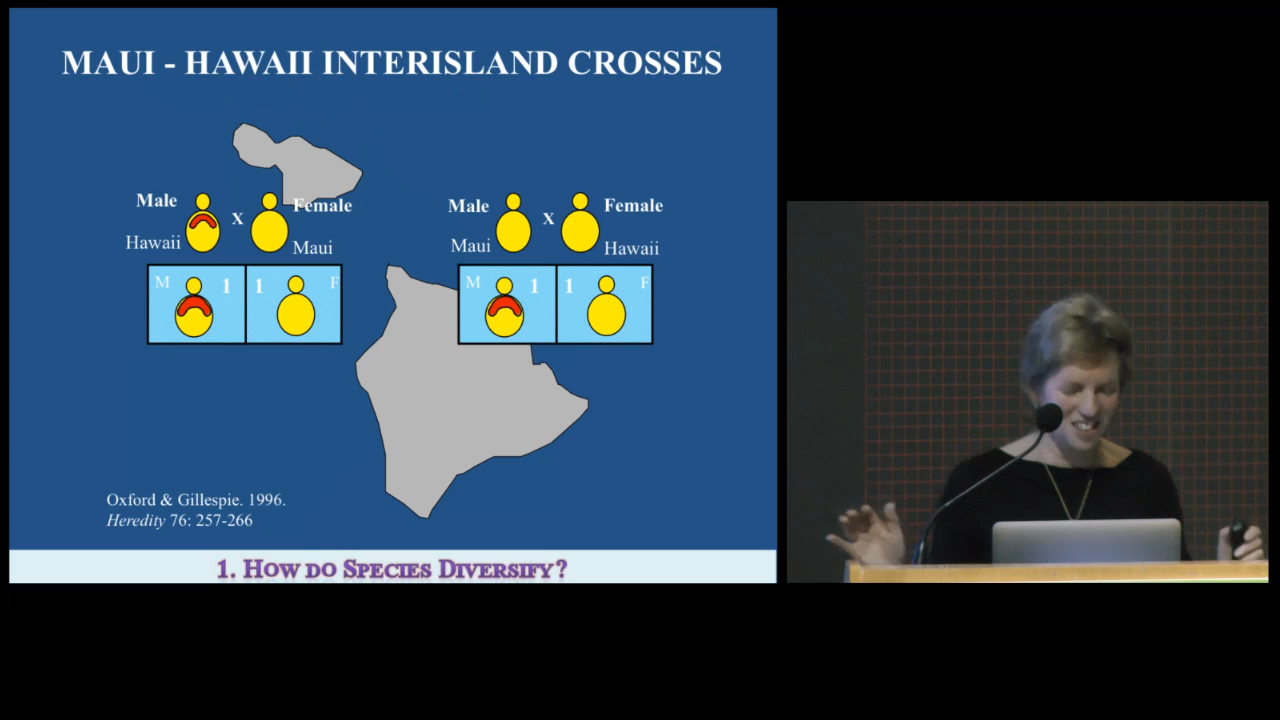 MAUI - HAWAII INTERISLAND CROSSES
Male X Female
Hawaii Maui
M 1 1 F
Male X Female
Maui Hawaii
M 1 1 F
Oxford & Gillespie. 1996.
Heredity 76: 257-266
1. How do Species Diversify?